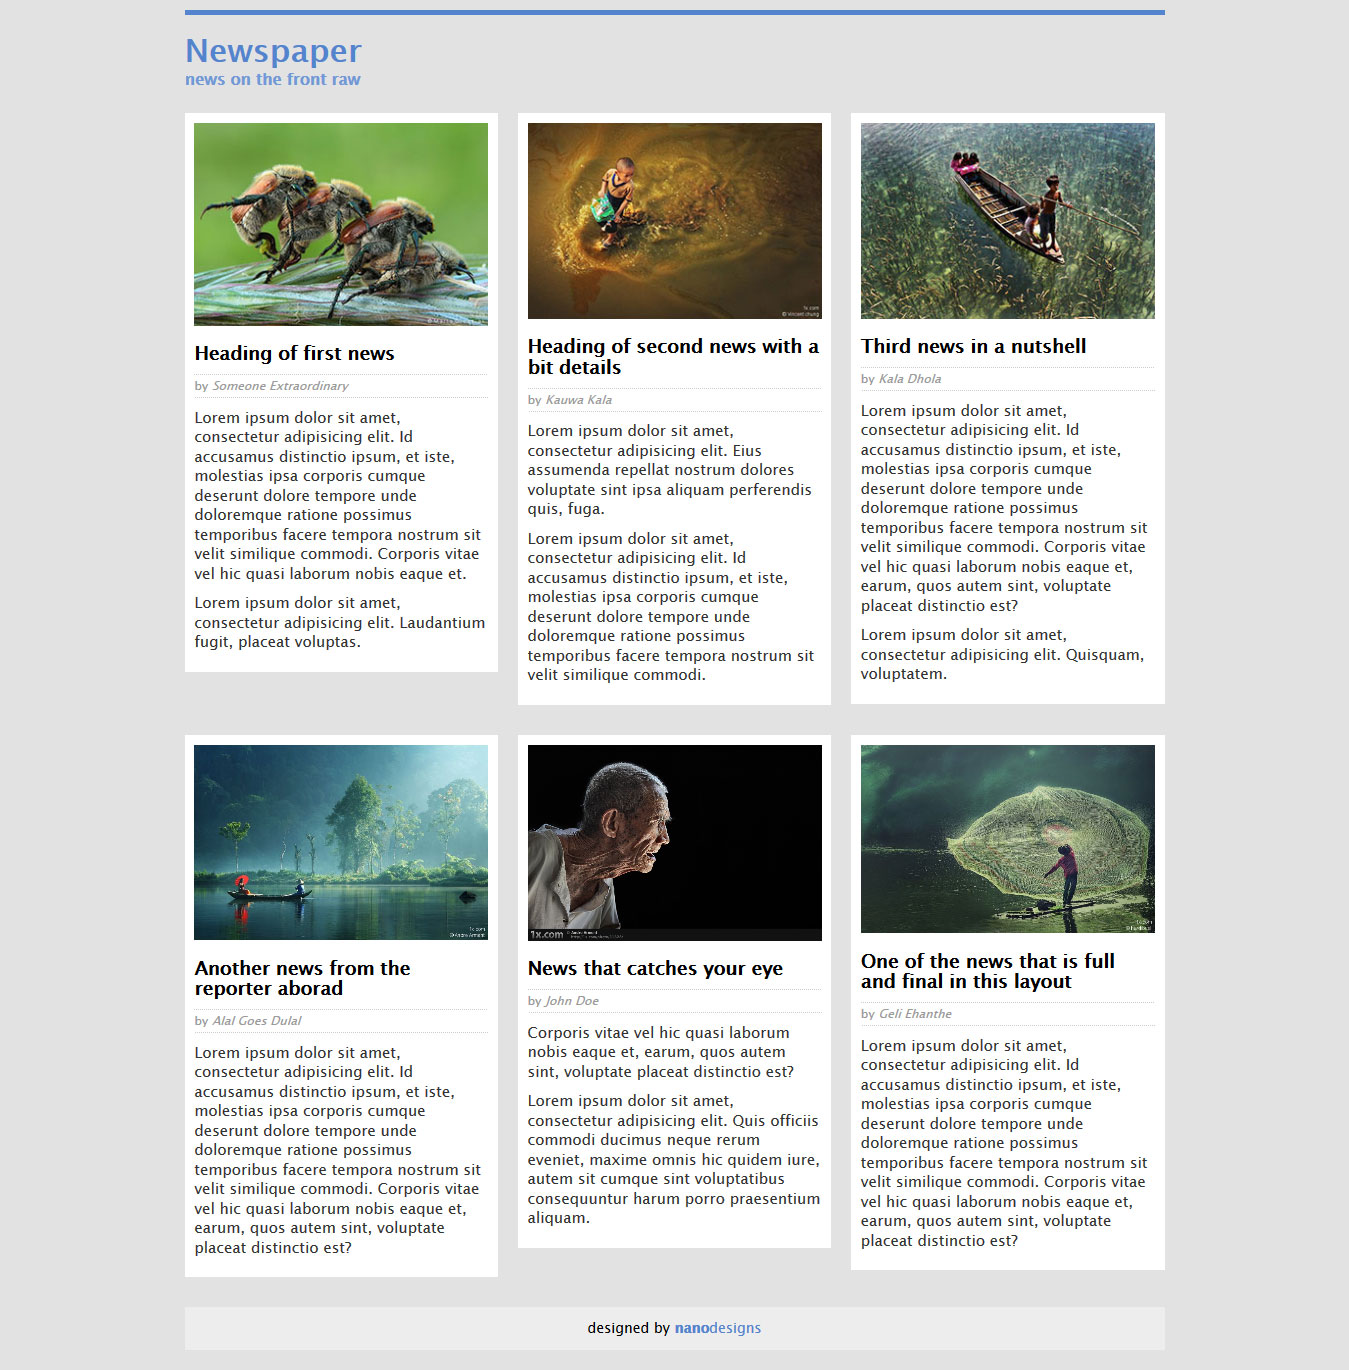 Newspaper
news on the front raw
Heading of first news
by Someone Extraordinary
Lorem ipsum dolor sit amet,
consectetur adipisicing elit. Id
accusamus distinctio ipsum, et iste,
molestias ipsa corporis cumque
deserunt dolore tempore unde
doloremque ratione possimus
temporibus facere tempora nostrum sit
velit similique commodi. Corporis vitae
vel hic quasi laborum nobis eaque et.
Lorem ipsum dolor sit amet,
consectetur adipisicing elit. Laudantium
fugit, placeat voluptas.
1x.com
© Vincent chung
Heading of second news with a
bit details
by Kauwa Kala
Lorem ipsum dolor sit amet,
consectetur adipisicing elit. Eius
assumenda repellat nostrum dolores
voluptate sint ipsa aliquam perferendis
quis, fuga.
Lorem ipsum dolor sit amet,
consectetur adipisicing elit. Id
accusamus distinctio ipsum, et iste,
molestias ipsa corporis cumque
deserunt dolore tempore unde
doloremque ratione possimus
temporibus facere tempora nostrum sit
velit similique commodi.
Third news in a nutshell
by Kala Dhola
Lorem ipsum dolor sit amet,
consectetur adipisicing elit. Id
accusamus distinctio ipsum, et iste,
molestias ipsa corporis cumque
deserunt dolore tempore unde
doloremque ratione possimus
temporibus facere tempora nostrum sit
velit similique commodi. Corporis vitae
vel hic quasi laborum nobis eaque et,
earum, quos autem sint, voluptate
placeat distinctio est?
Lorem ipsum dolor sit amet,
consectetur adipisicing elit. Quisquam,
voluptatem.
1x.com
© Andre Arment
Another news from the
reporter aborad
by Alal Goes Dulal
Lorem ipsum dolor sit amet,
consectetur adipisicing elit. Id
accusamus distinctio ipsum, et iste,
molestias ipsa corporis cumque
deserunt dolore tempore unde
doloremque ratione possimus
temporibus facere tempora nostrum sit
velit similique commodi. Corporis vitae
vel hic quasi laborum nobis eaque et,
earum, quos autem sint, voluptate
placeat distinctio est?
1x.com © Andre Arment
News that catches your eye
by John Doe
Corporis vitae vel hic quasi laborum
nobis eaque et, earum, quos autem
sint, voluptate placeat distinctio est?
Lorem ipsum dolor sit amet,
consectetur adipisicing elit. Quis officiis
commodi ducimus neque rerum
eveniet, maxime omnis hic quidem iure,
autem sit cumque sint voluptatibus
consequuntur harum porro praesentium
aliquam.
1x.com
One of the news that is full
and final in this layout
by Geli Ehanthe
Lorem ipsum dolor sit amet,
consectetur adipisicing elit. Id
accusamus distinctio ipsum, et iste,
molestias ipsa corporis cumque
deserunt dolore tempore unde
doloremque ratione possimus
temporibus facere tempora nostrum sit
velit similique commodi. Corporis vitae
vel hic quasi laborum nobis eaque et,
earum, quos autem sint, voluptate
placeat distinctio est?
designed by nanodesigns